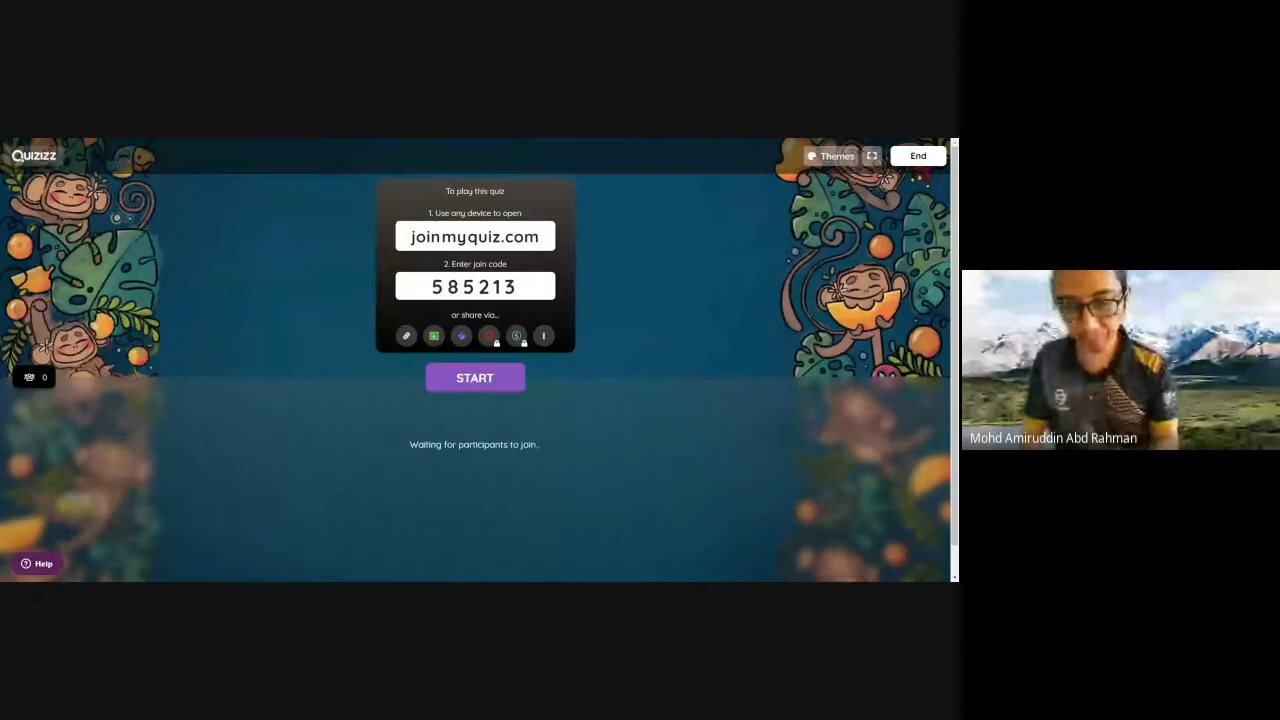 Quizizz
Themes
End
To play this quiz
1. Use any device to open
joinmyquiz.com
2. Enter join code
585213
or share via...
START
0
Waiting for participants to join..
Help
Mohd Amiruddin Abd Rahman